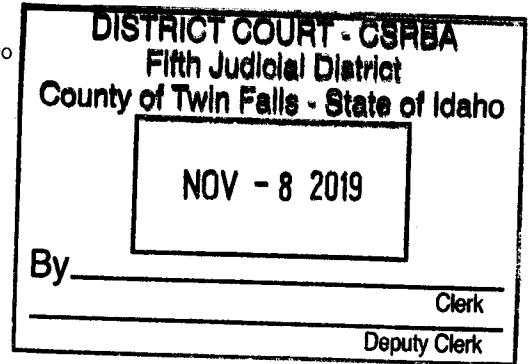 DISTRICT COURT - CSRBA
Fifth Judicial District
County of Twin Falls - State of Idaho
NOV - 8 2019
By
Clerk
Deputy Clerk